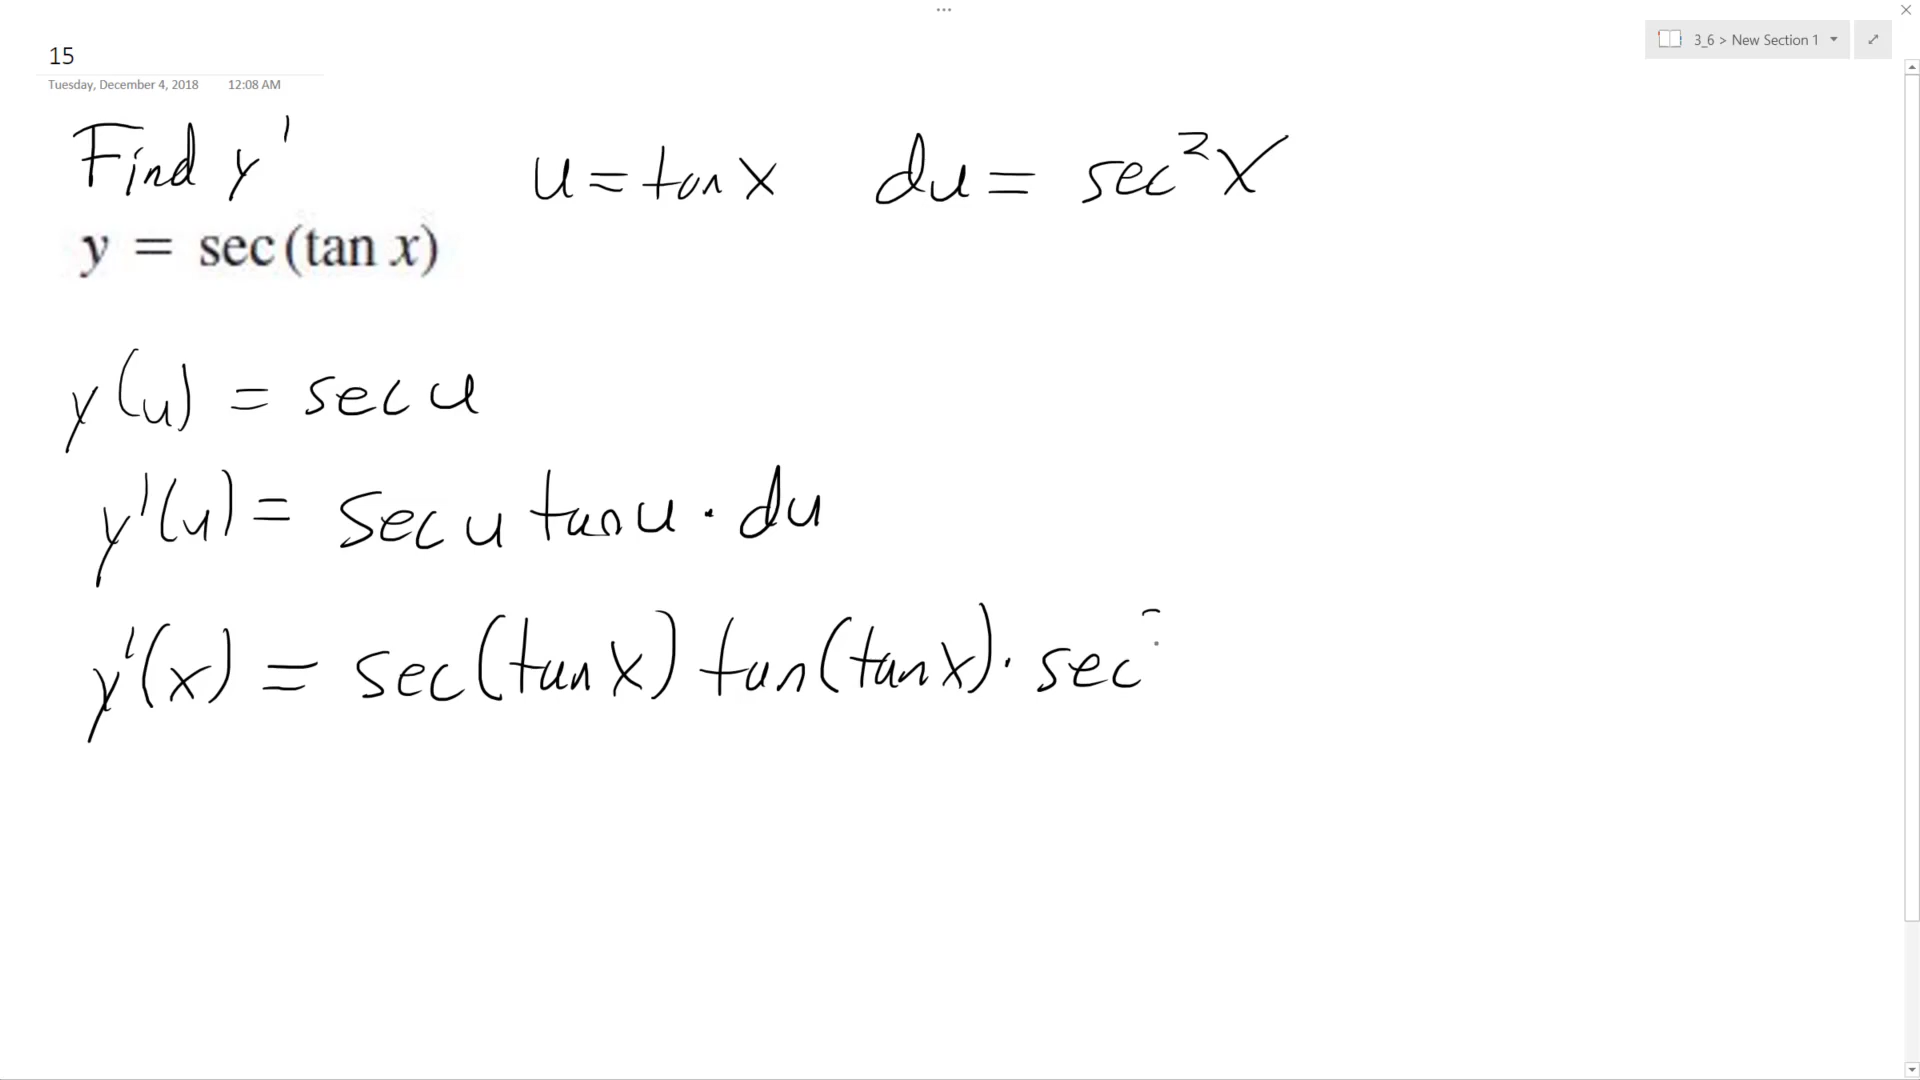 ...
3_6 > New Section 1
15
Tuesday, December 4, 2018 12:08 AM
Find y' u = tan x du = sec²x
y = sec (tan x)
y(u) = sec u
y'(u) = sec u tan u · du
y'(x) = sec(tan x) tan(tan x) · sec